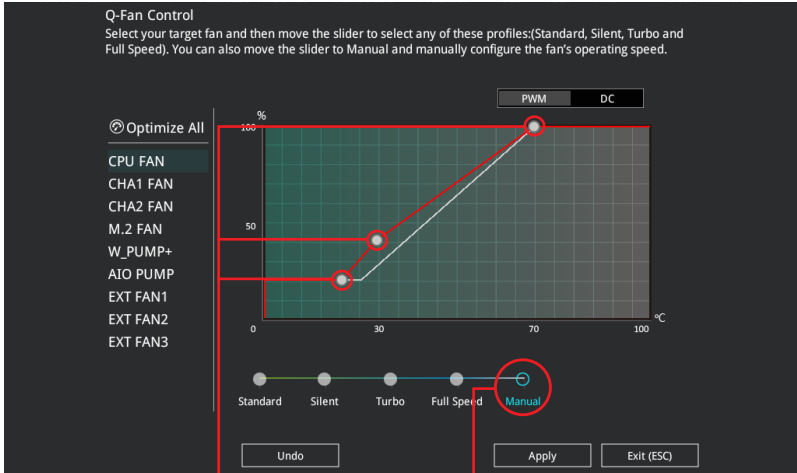 Q-Fan Control
Select your target fan and then move the slider to select any of these profiles:(Standard, Silent, Turbo and
Full Speed). You can also move the slider to Manual and manually configure the fan's operating speed.
PWM DC
Optimize All
CPU FAN
CHA1 FAN
CHA2 FAN
M.2 FAN
W_PUMP+
AIO PUMP
EXT FAN1
EXT FAN2
EXT FAN3
%
100
50
0 30 70 100
ºC
Standard Silent Turbo Full Speed Manual
Undo Apply Exit (ESC)